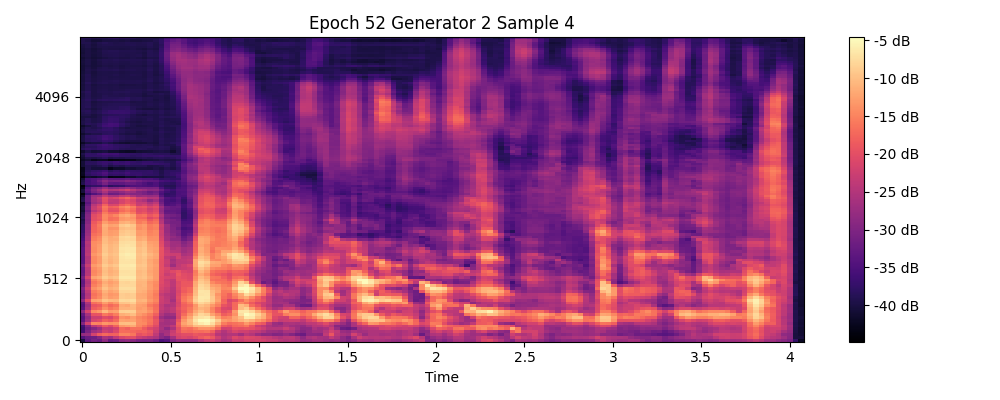 Epoch 52 Generator 2 Sample 4
Hz
4096
2048
1024
512
0
0 0.5 1 1.5 2 2.5 3 3.5 4
Time
-5 dB
-10 dB
-15 dB
-20 dB
-25 dB
-30 dB
-35 dB
-40 dB